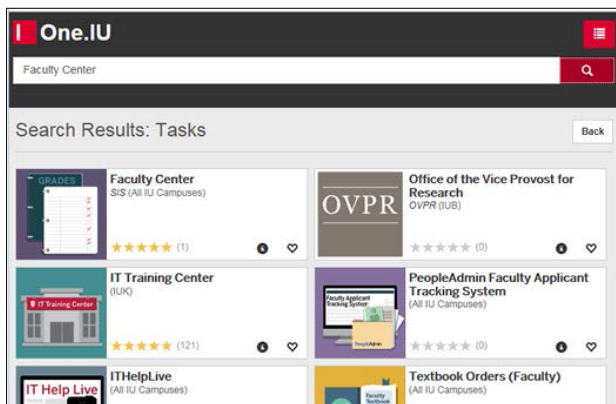 I One.IU
Faculty Center
Search Results: Tasks
Back
GRADES
Faculty Center
SIS (All IU Campuses)
(1)
OVPR
Office of the Vice Provost for
Research
OVPR (IUB)
(0)
IT Training Center
IT Training Center
(IUK)
(121)
Faculty Applicant
Tracking System
PeopleAdmin
PeopleAdmin Faculty Applicant
Tracking System
(All IU Campuses)
(0)
IT Help Live
ITHelpLive
(All IU Campuses)
Faculty
Textbook
Textbook Orders (Faculty)
(All IU Campuses)